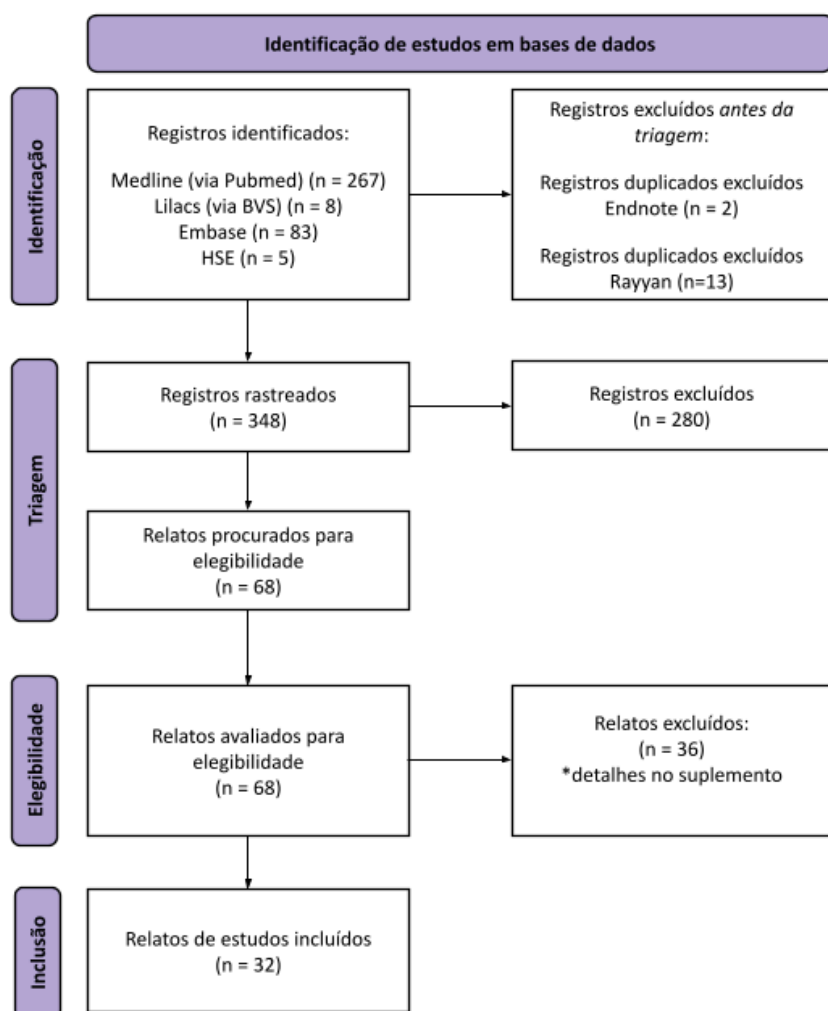 Identificação de estudos em bases de dados
Identificação
Registros identificados:
Medline (via Pubmed) (n = 267)
Lilacs (via BVS) (n = 8)
Embase (n = 83)
HSE (n = 5)
Registros excluídos antes da
triagem:
Registros duplicados excluídos
Endnote (n = 2)
Registros duplicados excluídos
Rayyan (n=13)
Triagem
Registros rastreados
(n = 348)
Registros excluídos
(n = 280)
Relatos procurados para
elegibilidade
(n = 68)
Elegibilidade
Relatos avaliados para
elegibilidade
(n = 68)
Relatos excluídos:
(n = 36)
*detalhes no suplemento
Inclusão
Relatos de estudos incluídos
(n = 32)